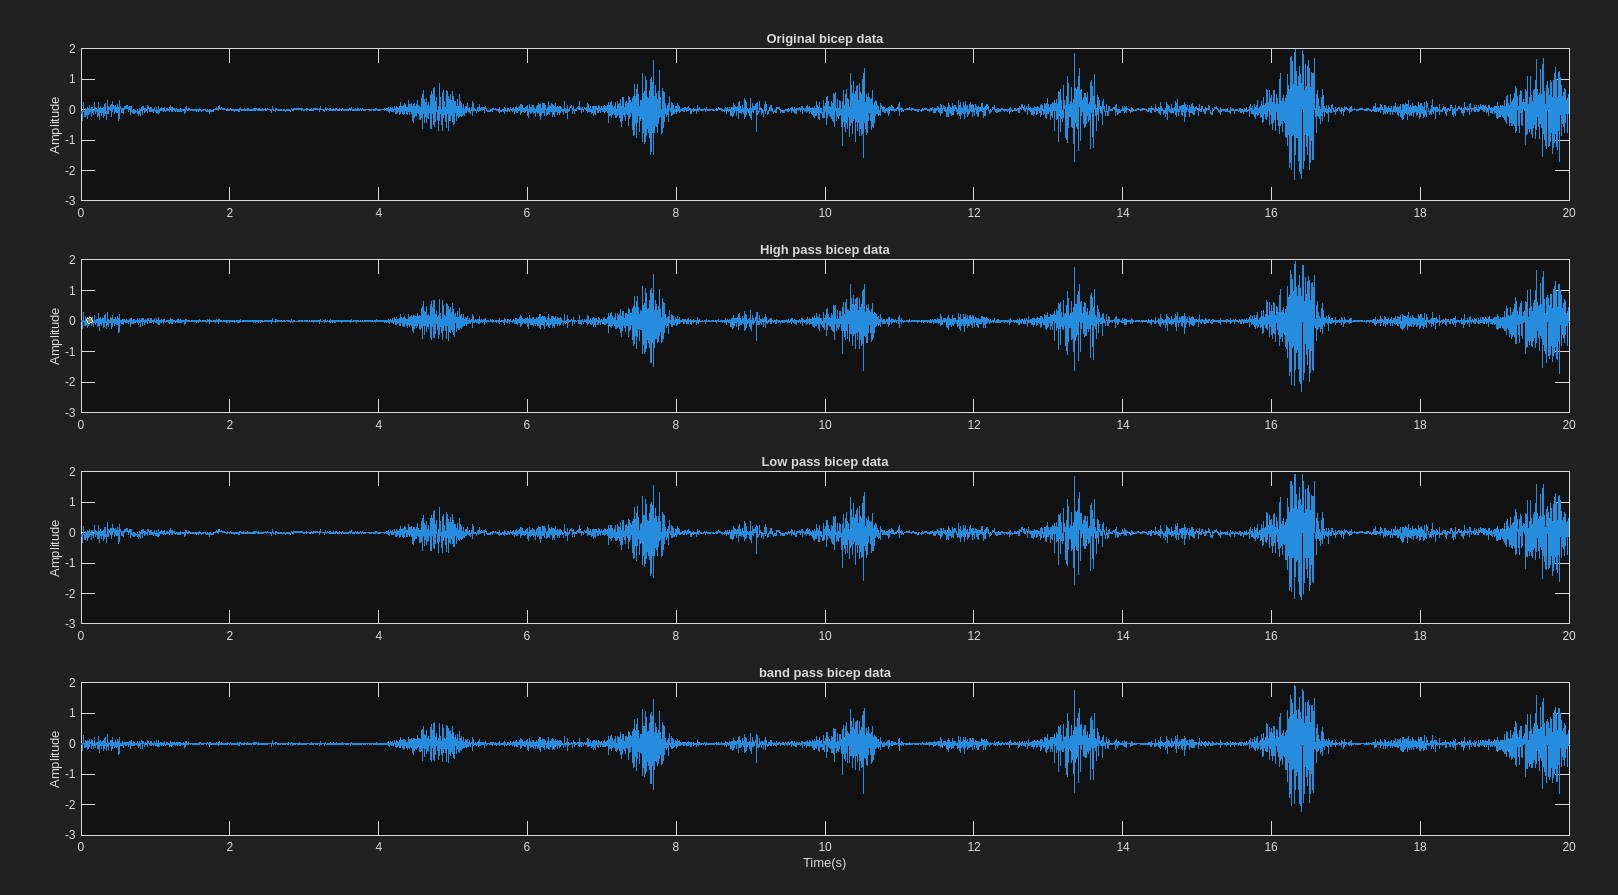 Original bicep data
2
1
0
-1
-2
-3
Amplitude
0 2 4 6 8 10 12 14 16 18 20
High pass bicep data
2
1
0
-1
-2
-3
Amplitude
0 2 4 6 8 10 12 14 16 18 20
Low pass bicep data
2
1
0
-1
-2
-3
Amplitude
0 2 4 6 8 10 12 14 16 18 20
band pass bicep data
2
1
0
-1
-2
-3
Amplitude
0 2 4 6 8 10 12 14 16 18 20
Time(s)